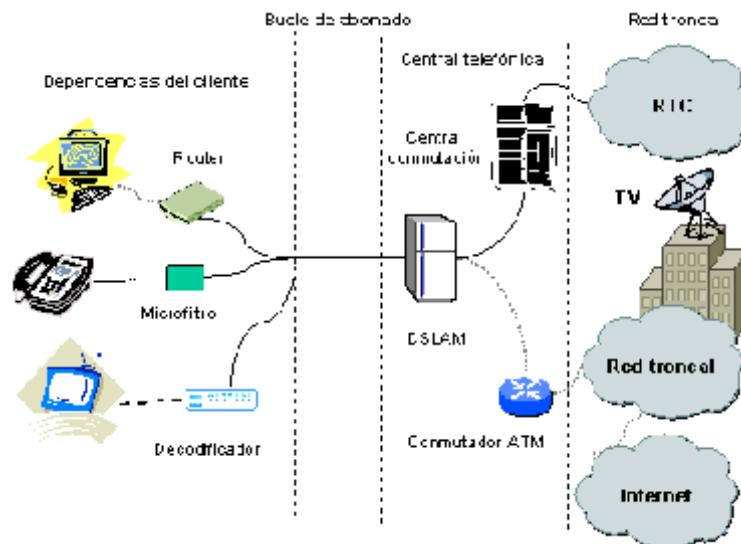 Bucle de abonado
Red tronca
Dependencias del cliente
Central telefónica
Router
Central
conmutación
RTC
TV
Microfiltro
DSLAM
Red troncal
Decodificador
Conmutador ATM
Internet